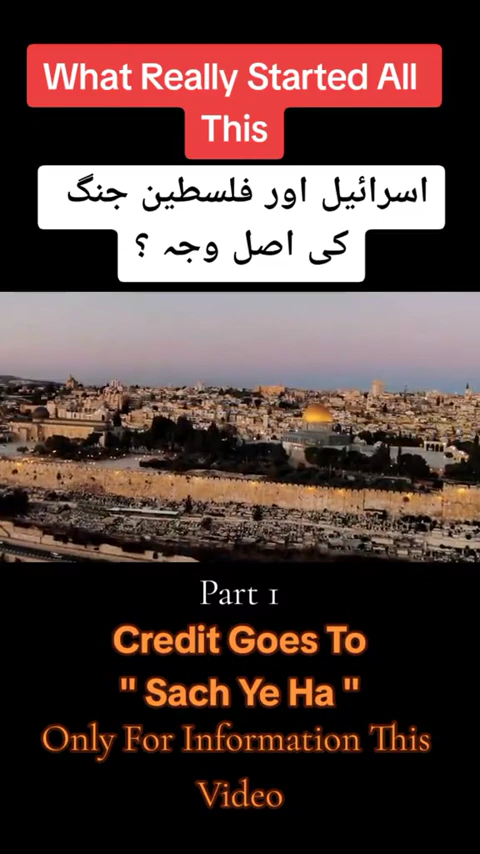 What Really Started All
This
اسرائیل اور فلسطین جنگ
کی اصل وجہ ؟
Part 1
Credit Goes To
" Sach Ye Ha "
Only For Information This
Video